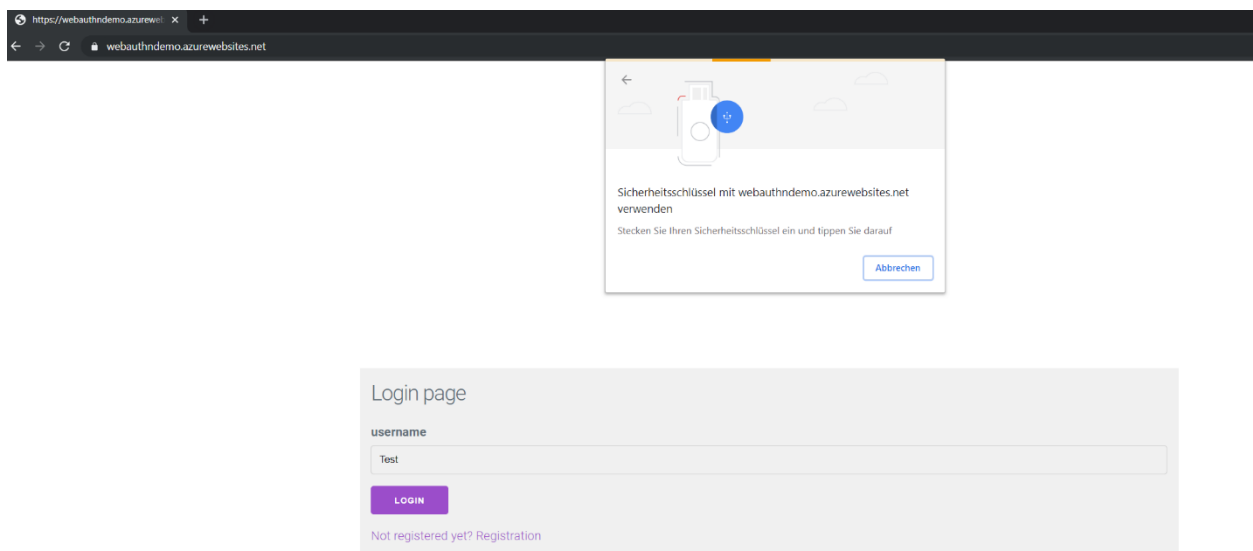 https://webauthndemo.azurewel
webauthndemo.azurewebsites.net
Sicherheitsschlüssel mit webauthndemo.azurewebsites.net
verwenden
Stecken Sie Ihren Sicherheitsschlüssel ein und tippen Sie darauf
Abbrechen
Login page
username
Test
LOGIN
Not registered yet? Registration